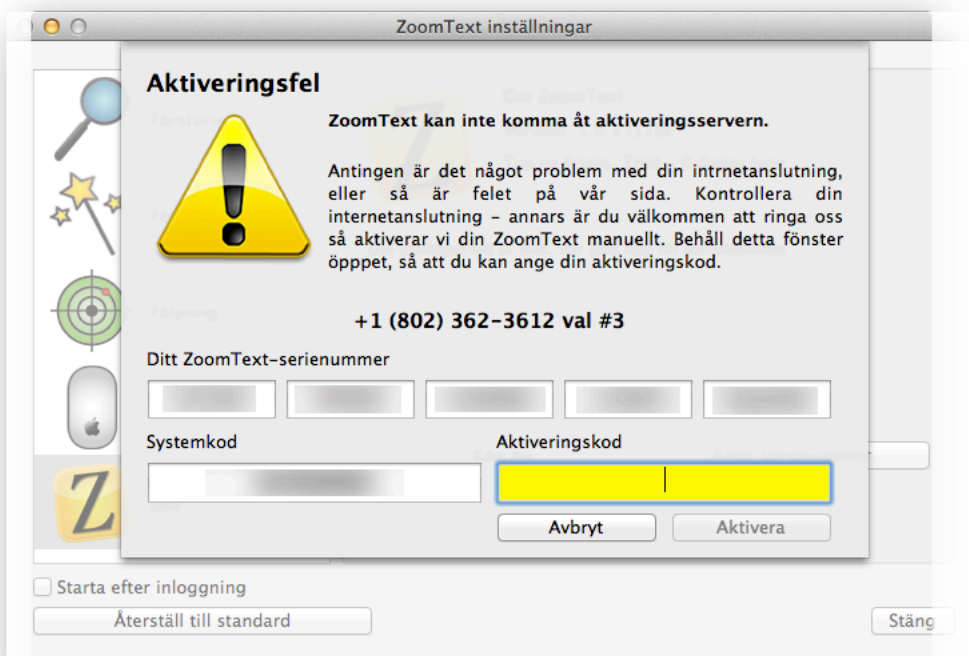 ZoomText inställningar
Aktiveringsfel
ZoomText kan inte komma åt aktiveringsservern.
Antingen är det något problem med din intrnetanslutning,
eller så är felet på vår sida. Kontrollera din
internetanslutning – annars är du välkommen att ringa oss
så aktiverar vi din ZoomText manuellt. Behåll detta fönster
öpppet, så att du kan ange din aktiveringskod.
+1 (802) 362-3612 val #3
Ditt ZoomText-serienummer
Systemkod
Aktiveringskod
Avbryt
Aktivera
Starta efter inloggning
Återställ till standard
Stäng